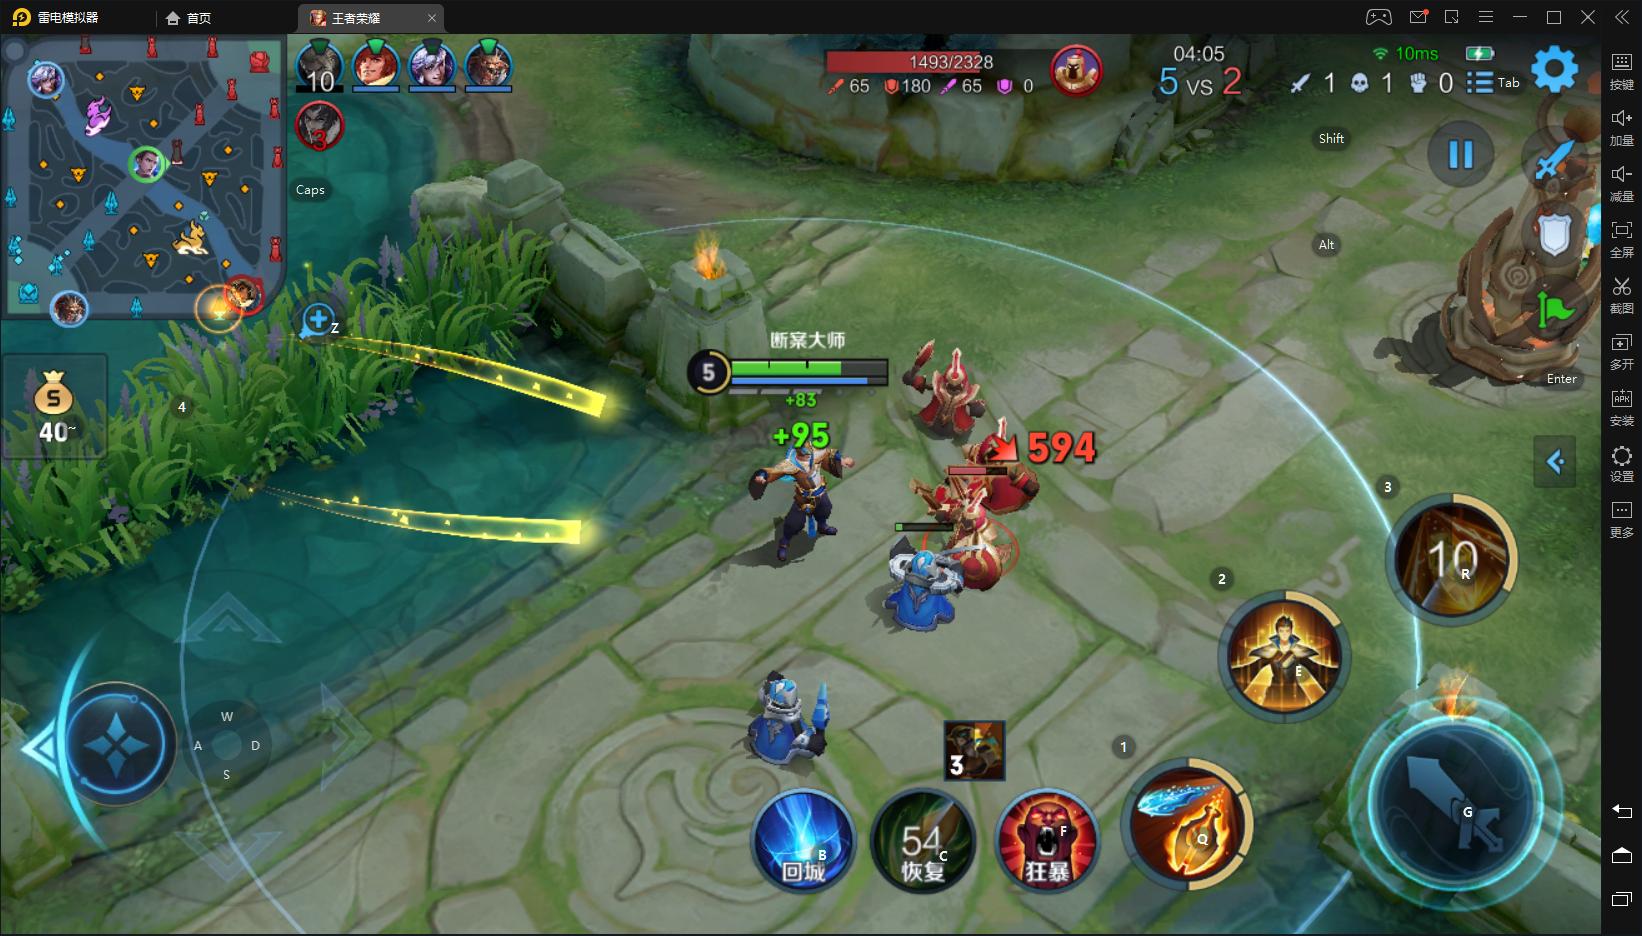 雷电模拟器
首页
王者荣耀
10
3
1493/2328
65 180 65 0
04:05
5 VS 2
10ms
1 1 0
Tab
Caps
Shift
Alt
Enter
Z
4
S
40~
断案大师
5
+83
+95
594
3
10
R
2
E
1
Q
G
W
A D
S
3
B
回城
54
C
恢复
F
狂暴
按键
加量
减量
全屏
截图
多开
APK
安装
设置
更多